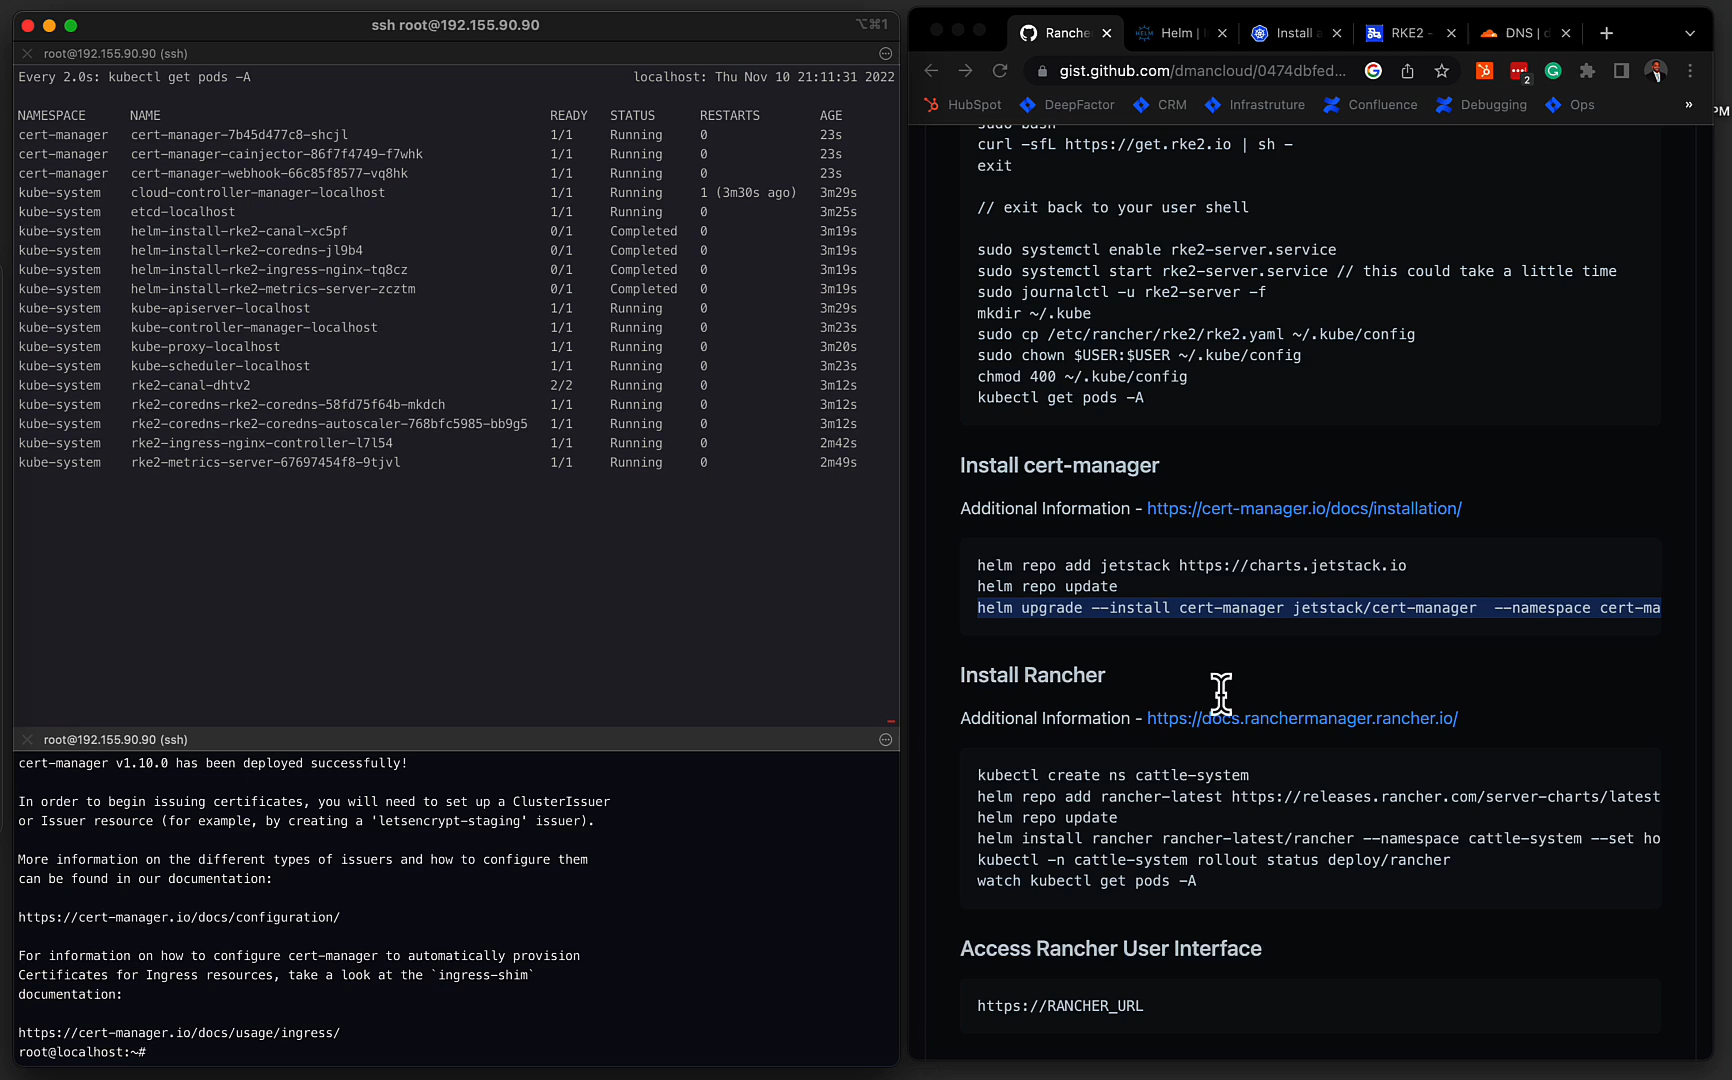 ssh root@192.155.90.90
⌥⌘1
root@192.155.90.90 (ssh)
Every 2.0s: kubectl get pods -A localhost: Thu Nov 10 21:11:31 2022
NAMESPACE NAME READY STATUS RESTARTS AGE
cert-manager cert-manager-7b45d477c8-shcjl 1/1 Running 0 23s
cert-manager cert-manager-cainjector-86f7f4749-f7whk 1/1 Running 0 23s
cert-manager cert-manager-webhook-66c85f8577-vq8hk 1/1 Running 0 23s
kube-system cloud-controller-manager-localhost 1/1 Running 1 (3m30s ago) 3m29s
kube-system etcd-localhost 1/1 Running 0 3m25s
kube-system helm-install-rke2-canal-xc5pf 0/1 Completed 0 3m19s
kube-system helm-install-rke2-coredns-jl9b4 0/1 Completed 0 3m19s
kube-system helm-install-rke2-ingress-nginx-tq8cz 0/1 Completed 0 3m19s
kube-system helm-install-rke2-metrics-server-zcztm 0/1 Completed 0 3m19s
kube-system kube-apiserver-localhost 1/1 Running 0 3m29s
kube-system kube-controller-manager-localhost 1/1 Running 0 3m23s
kube-system kube-proxy-localhost 1/1 Running 0 3m20s
kube-system kube-scheduler-localhost 1/1 Running 0 3m23s
kube-system rke2-canal-dhtv2 2/2 Running 0 3m12s
kube-system rke2-coredns-rke2-coredns-58fd75f64b-mkdch 1/1 Running 0 3m12s
kube-system rke2-coredns-rke2-coredns-autoscaler-768bfc5985-bb9g5 1/1 Running 0 3m12s
kube-system rke2-ingress-nginx-controller-l7l54 1/1 Running 0 2m42s
kube-system rke2-metrics-server-67697454f8-9tjvl 1/1 Running 0 2m49s
root@192.155.90.90 (ssh)
cert-manager v1.10.0 has been deployed successfully!
In order to begin issuing certificates, you will need to set up a ClusterIssuer
or Issuer resource (for example, by creating a 'letsencrypt-staging' issuer).
More information on the different types of issuers and how to configure them
can be found in our documentation:
https://cert-manager.io/docs/configuration/
For information on how to configure cert-manager to automatically provision
Certificates for Ingress resources, take a look at the `ingress-shim`
documentation:
https://cert-manager.io/docs/usage/ingress/
root@localhost:~#
Ranche Helm | Install RKE2 - DNS |
gist.github.com/dmancloud/0474dbfed...
2
HubSpot DeepFactor CRM Infrastruture Confluence Debugging Ops »
PM
sudo bash
curl -sfL https://get.rke2.io | sh -
exit
// exit back to your user shell
sudo systemctl enable rke2-server.service
sudo systemctl start rke2-server.service // this could take a little time
sudo journalctl -u rke2-server -f
mkdir ~/.kube
sudo cp /etc/rancher/rke2/rke2.yaml ~/.kube/config
sudo chown $USER:$USER ~/.kube/config
chmod 400 ~/.kube/config
kubectl get pods -A
Install cert-manager
Additional Information - https://cert-manager.io/docs/installation/
helm repo add jetstack https://charts.jetstack.io
helm repo update
helm upgrade --install cert-manager jetstack/cert-manager --namespace cert-ma
Install Rancher
Additional Information - https://docs.ranchermanager.rancher.io/
kubectl create ns cattle-system
helm repo add rancher-latest https://releases.rancher.com/server-charts/latest
helm repo update
helm install rancher rancher-latest/rancher --namespace cattle-system --set ho
kubectl -n cattle-system rollout status deploy/rancher
watch kubectl get pods -A
Access Rancher User Interface
https://RANCHER_URL